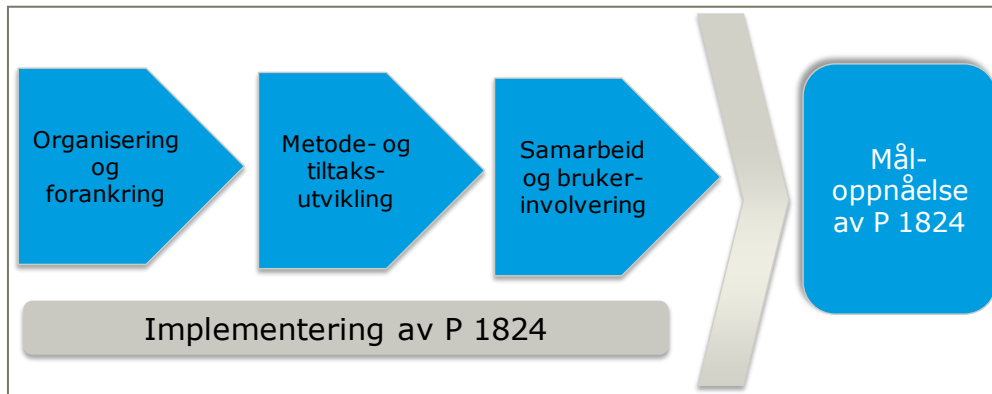 Organisering
og
forankring
Metode- og
tiltaks-
utvikling
Samarbeid
og bruker-
involvering
Mål-
oppnåelse
av P 1824
Implementering av P 1824